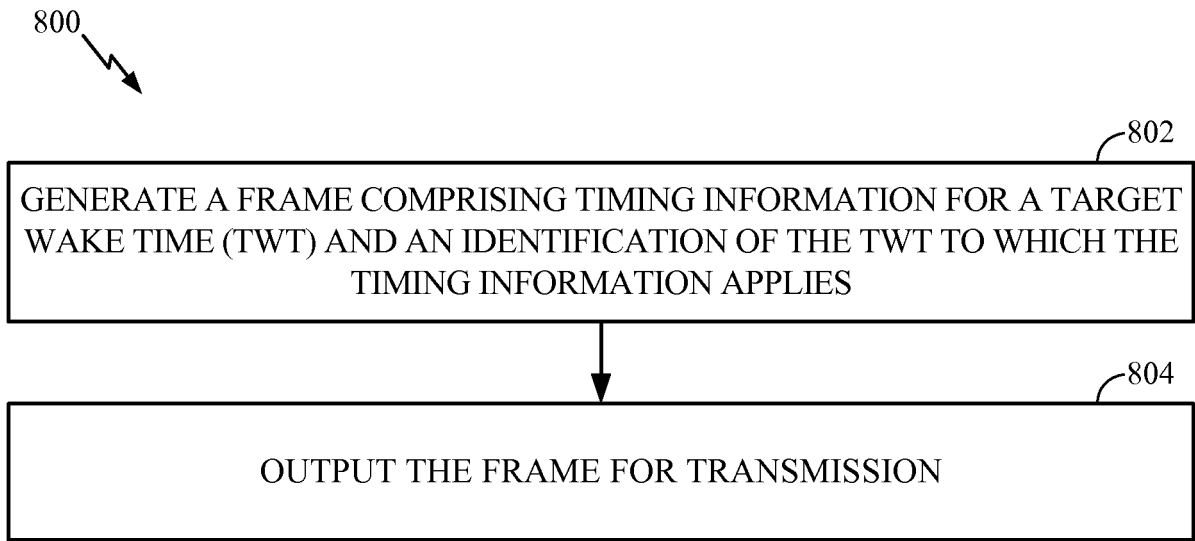 800
802
GENERATE A FRAME COMPRISING TIMING INFORMATION FOR A TARGET
WAKE TIME (TWT) AND AN IDENTIFICATION OF THE TWT TO WHICH THE
TIMING INFORMATION APPLIES
804
OUTPUT THE FRAME FOR TRANSMISSION